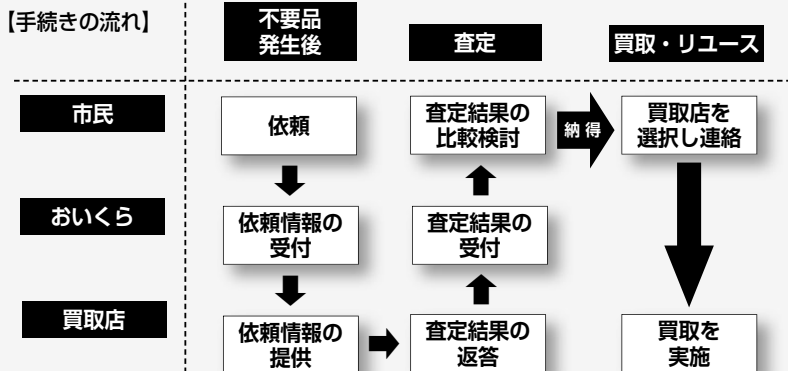 【手続きの流れ】
不要品
発生後
査定
買取・リユース
市民
依頼
査定結果の
比較検討
納得
買取店を
選択し連絡
おいくら
依頼情報の
受付
査定結果の
受付
買取店
依頼情報の
提供
査定結果の
返答
買取を
実施